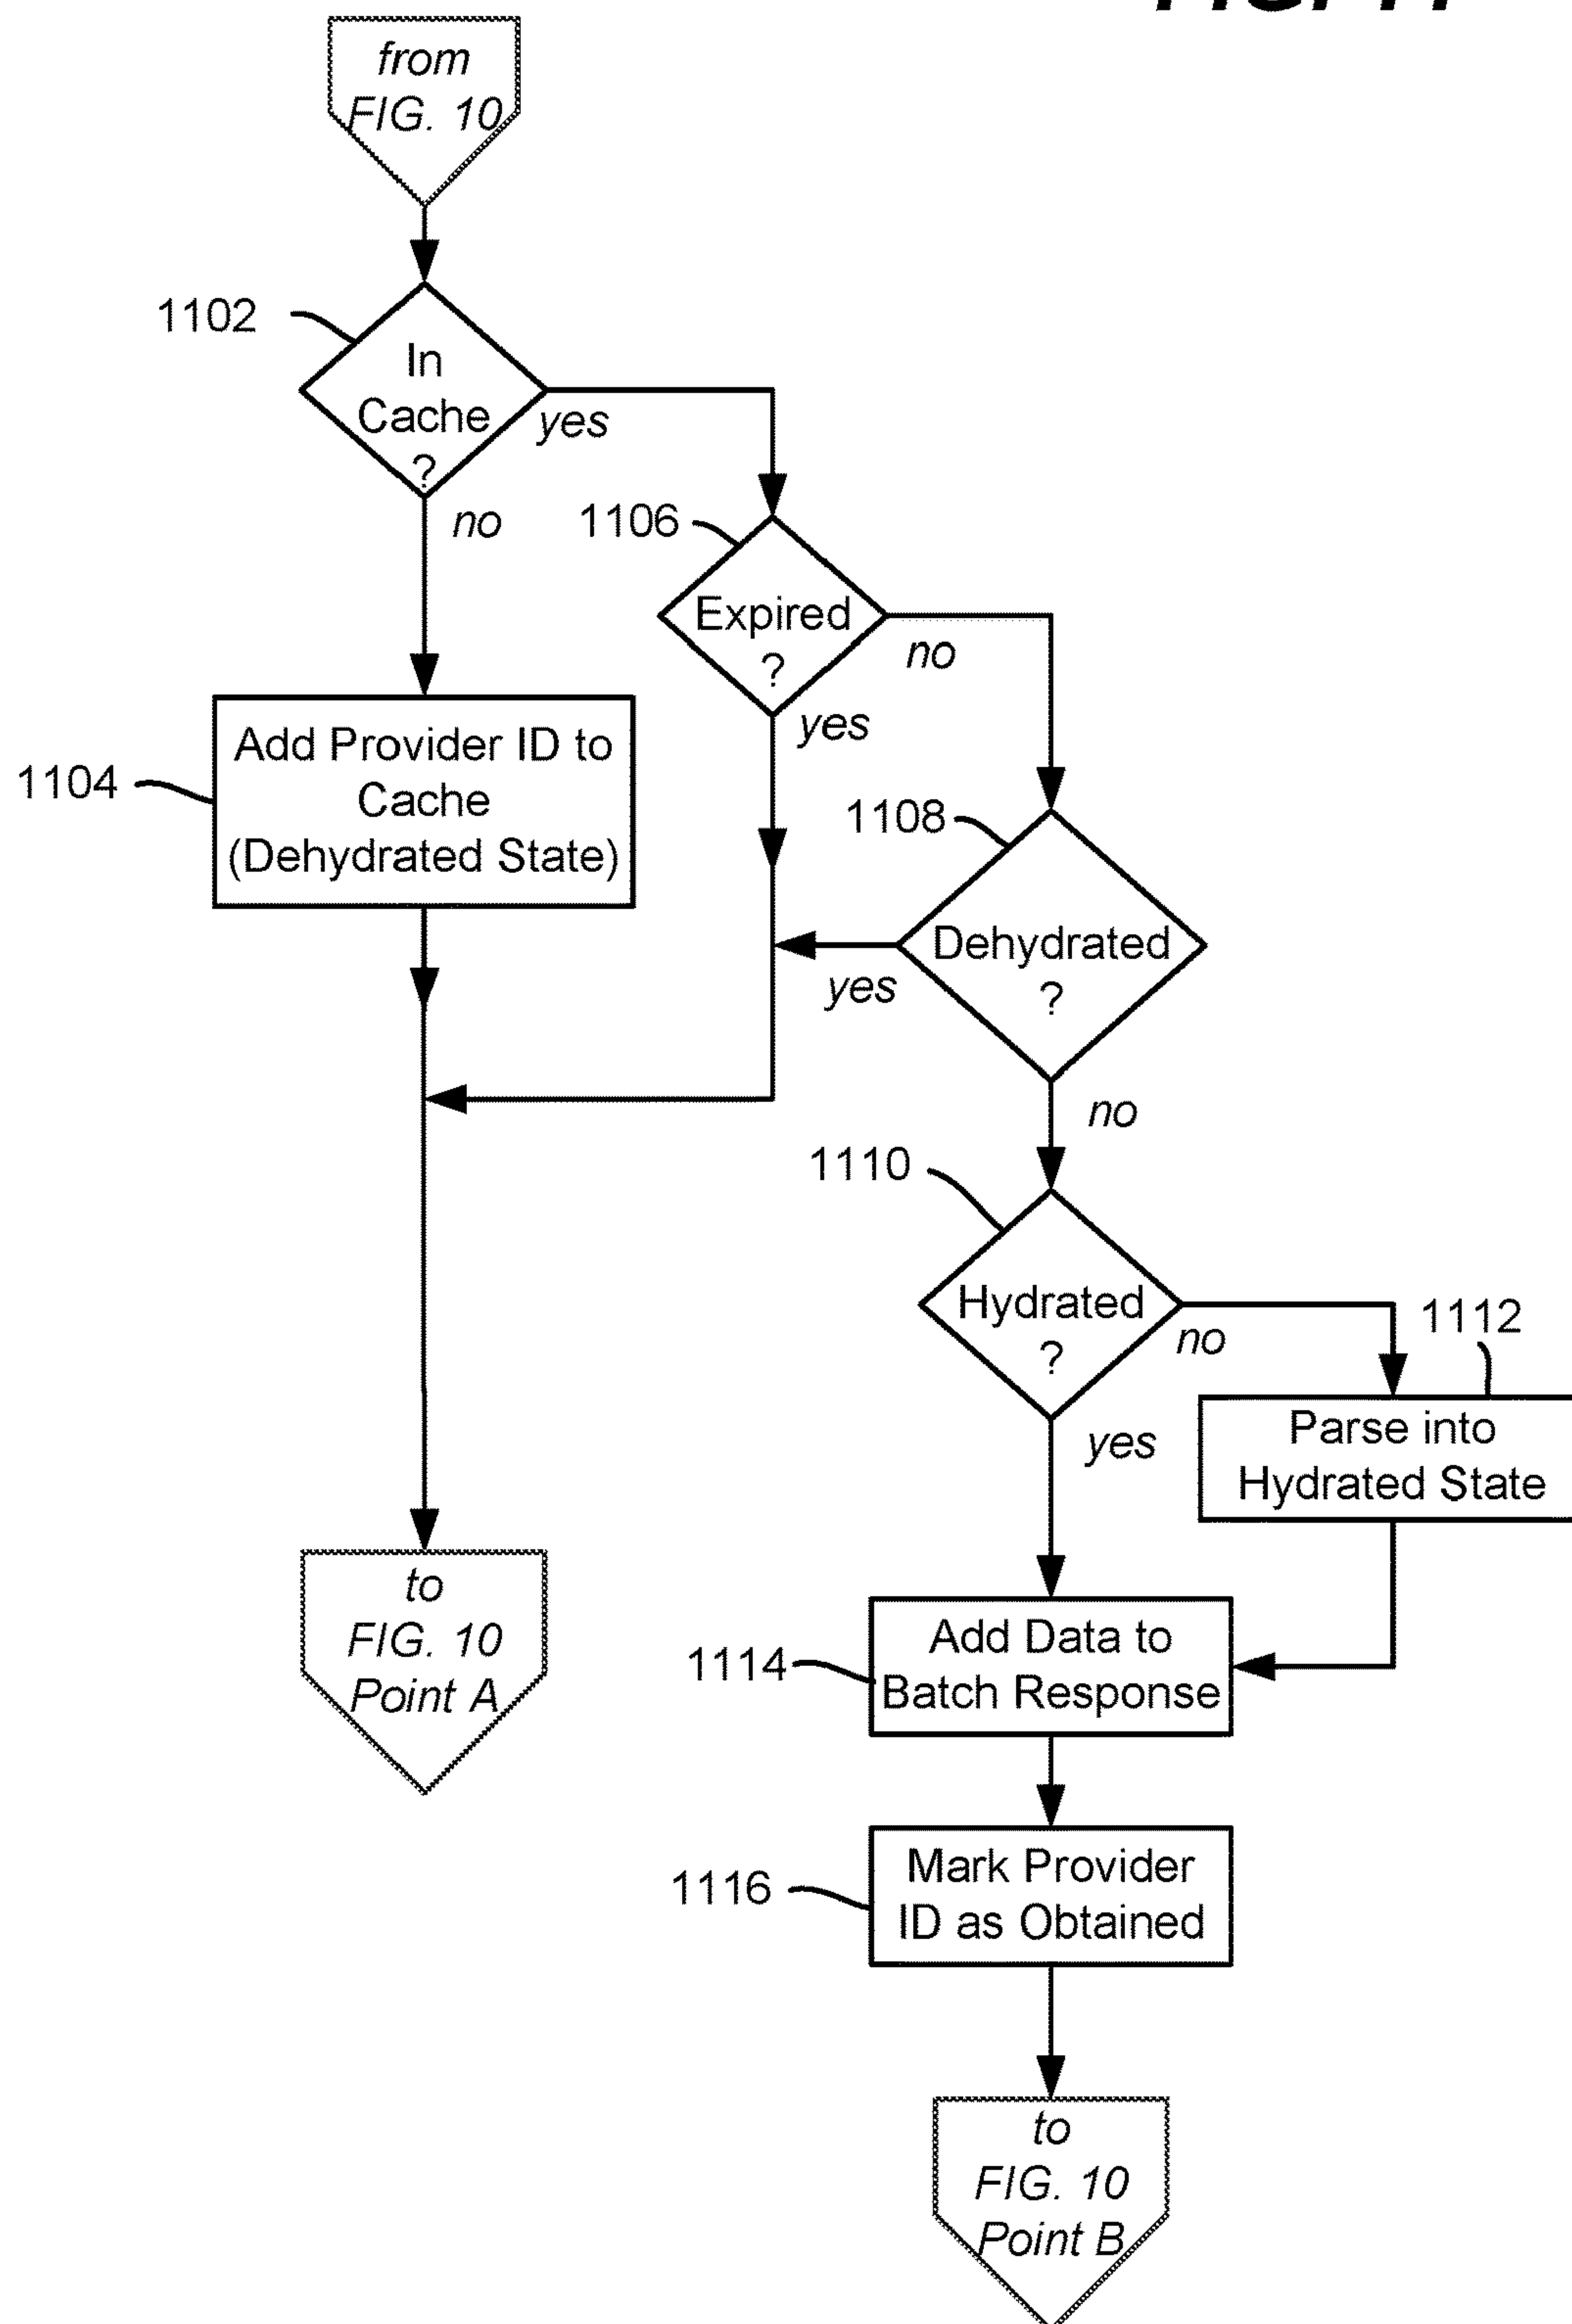 from
FIG. 10
1102
In
Cache
?
yes
no
1106
Expired
?
no
yes
Add Provider ID to
Cache
(Dehydrated State)
1104
1108
Dehydrated
?
yes
no
1110
Hydrated
?
no
yes
1112
Parse into
Hydrated State
to
FIG. 10
Point A
1114
Add Data to
Batch Response
1116
Mark Provider
ID as Obtained
to
FIG. 10
Point B